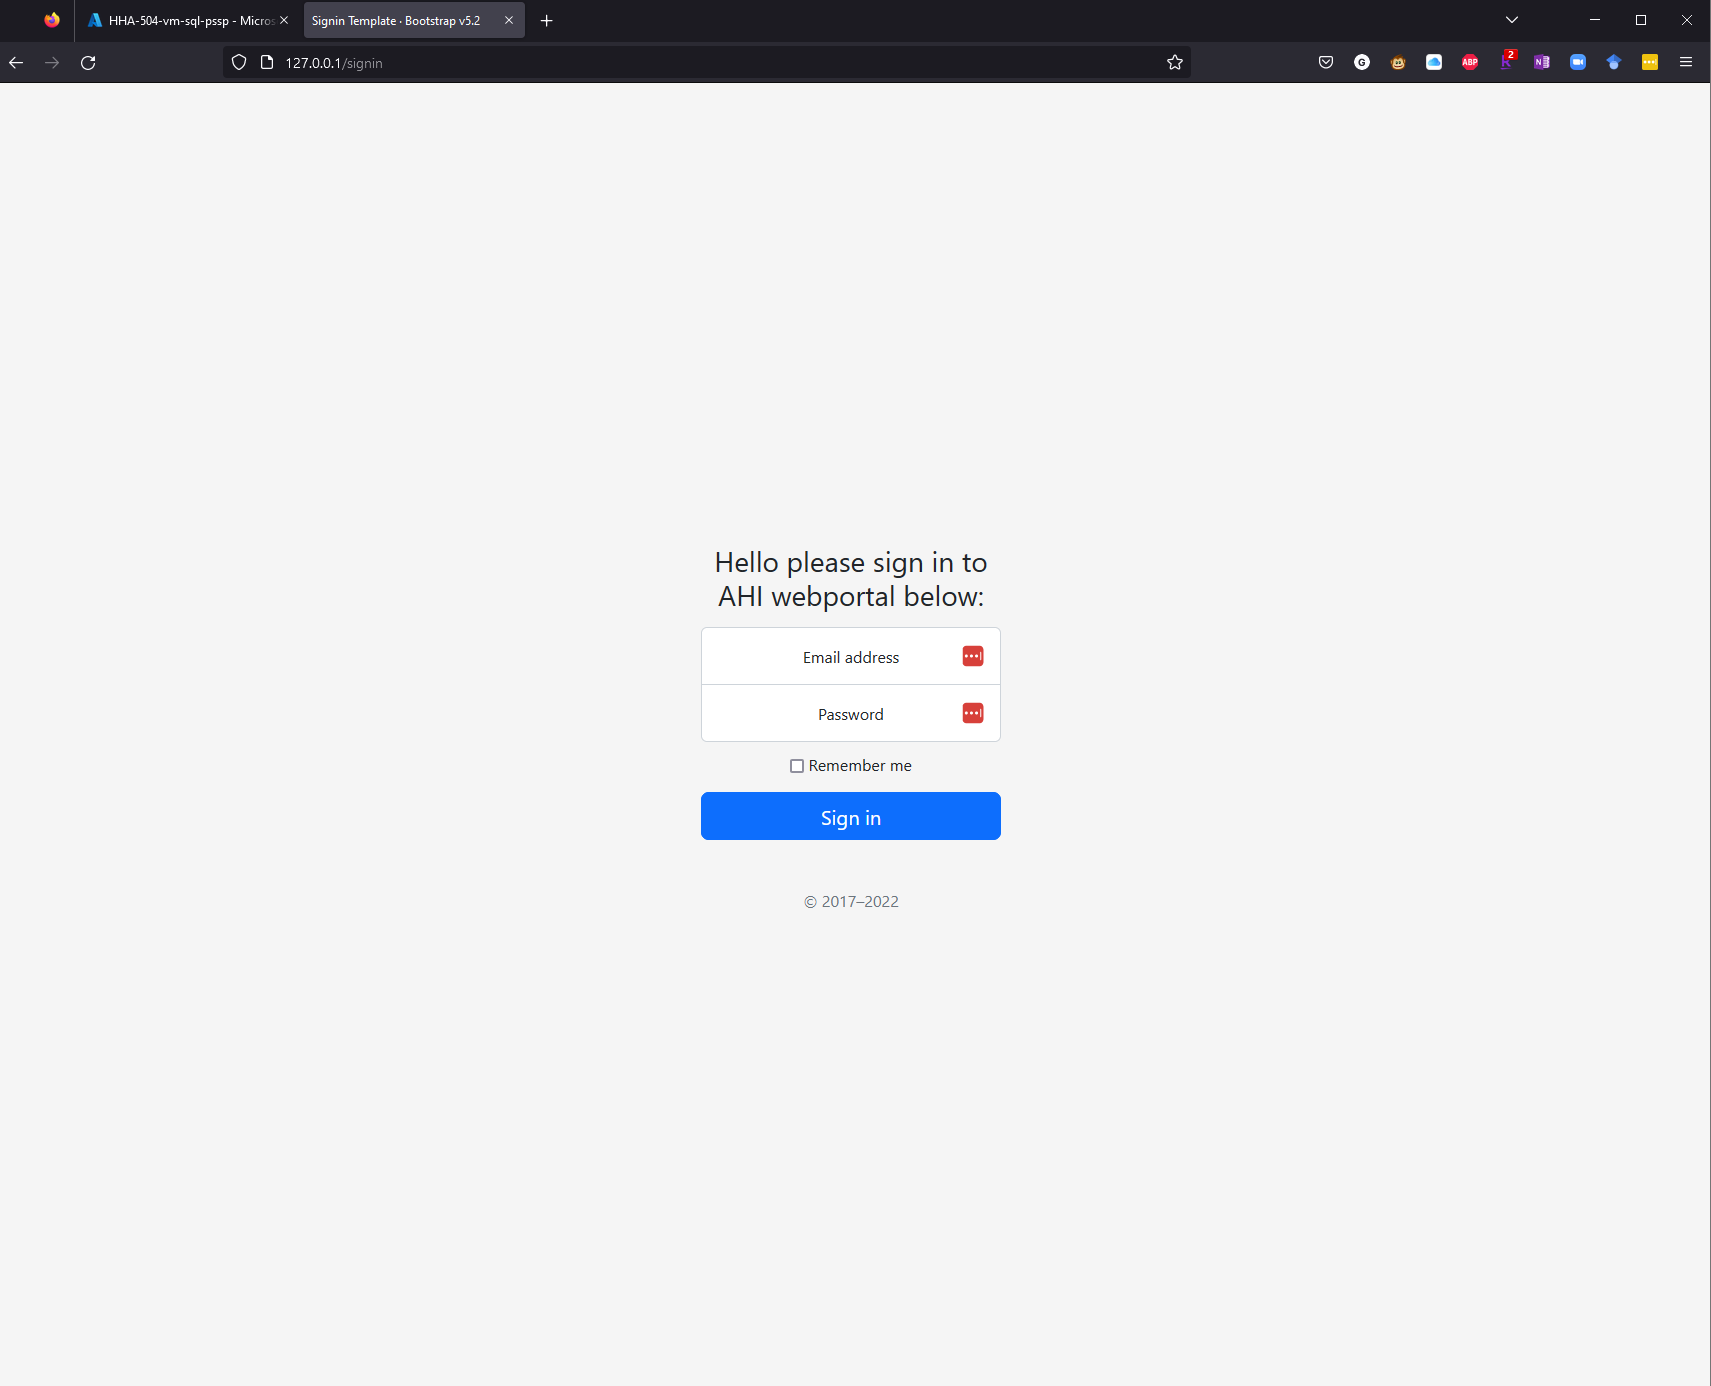 HHA-504-vm-sql-pssp - Micros
Signin Template · Bootstrap v5.2
127.0.0.1/signin
G
ABP
2
N
Hello please sign in to
AHI webportal below:
Email address
Password
Remember me
Sign in
© 2017–2022